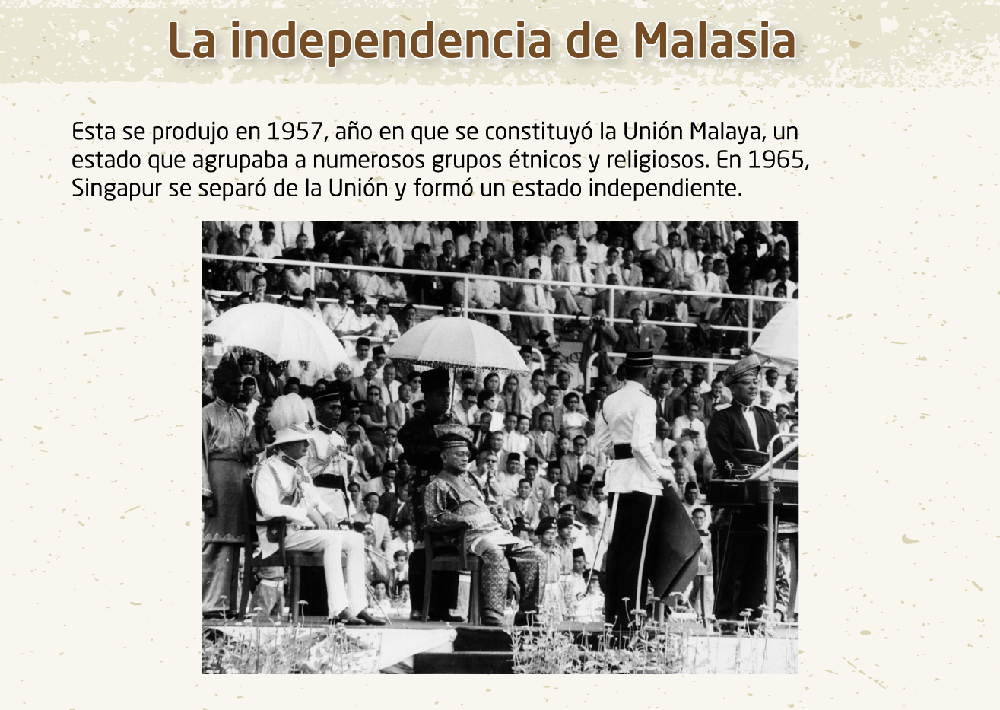 La independencia de Malasia
Esta se produjo en 1957, año en que se constituyó la Unión Malaya, un
estado que agrupaba a numerosos grupos étnicos y religiosos. En 1965,
Singapur se separó de la Unión y formó un estado independiente.